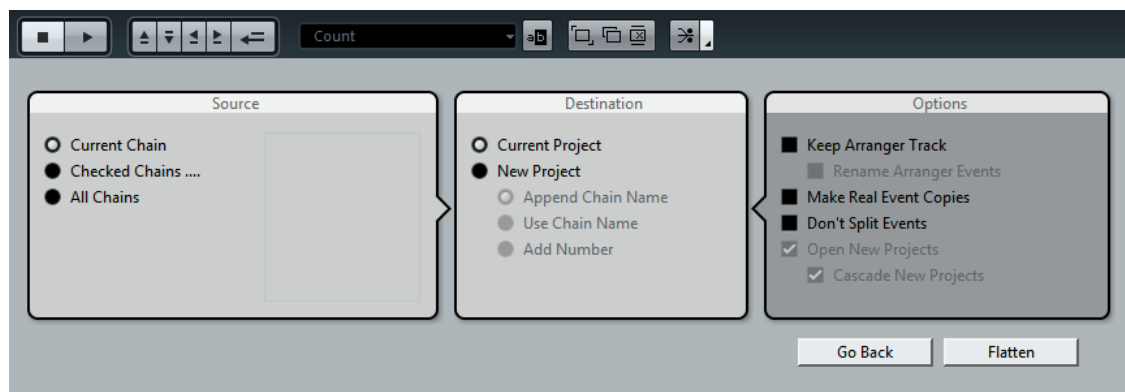 Count
ab
Source
Current Chain
Checked Chains ....
All Chains
Destination
Current Project
New Project
Append Chain Name
Use Chain Name
Add Number
Options
Keep Arranger Track
Rename Arranger Events
Make Real Event Copies
Don't Split Events
Open New Projects
Cascade New Projects
Go Back
Flatten